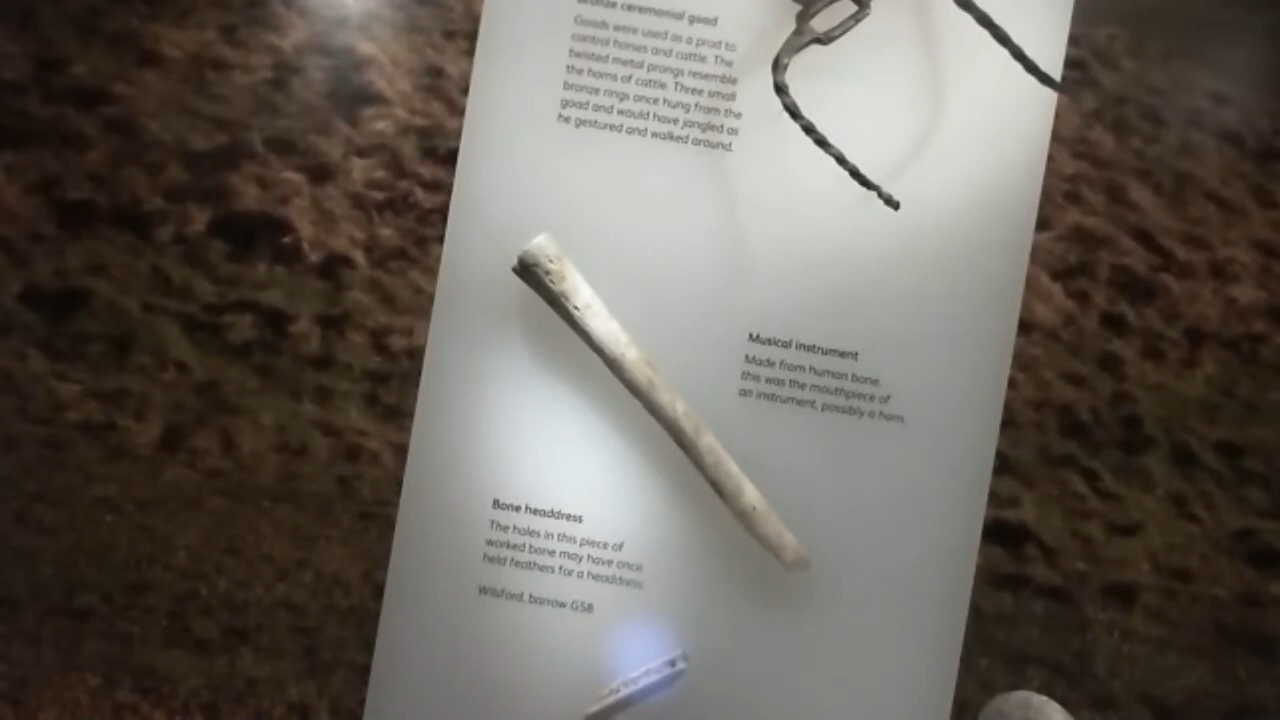 Bronze ceremonial goad
Goads were used as a prod to
control horses and cattle. The
twisted metal prongs resemble
the horns of cattle. Three small
bronze rings once hung from the
goad and would have jangled as
he gestured and walked around.
Musical instrument
Made from human bone,
this was the mouthpiece of
an instrument, possibly a horn.
Bone headdress
The holes in this piece of
worked bone may have once
held feathers for a headdress.
Wilsford, barrow G58